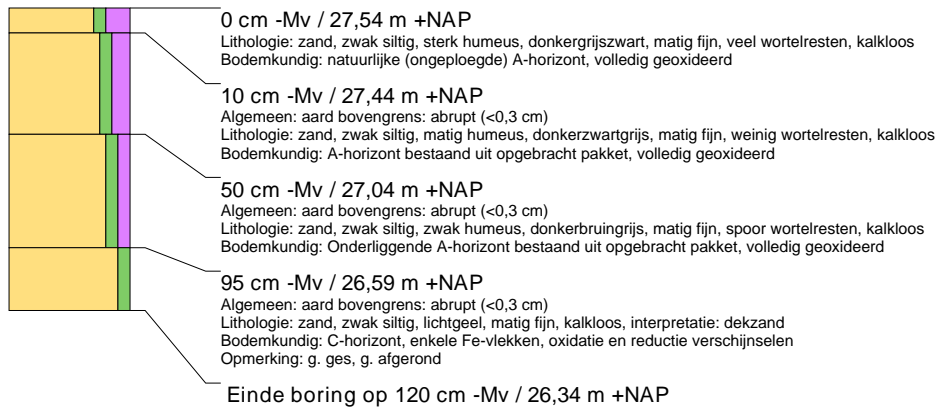 0 cm -Mv / 27,54 m +NAP
Lithologie: zand, zwak siltig, sterk humeus, donkergrijszwart, matig fijn, veel wortelresten, kalkloos
Bodemkundig: natuurlijke (ongeploegde) A-horizont, volledig geoxideerd
10 cm -Mv / 27,44 m +NAP
Algemeen: aard bovengrens: abrupt (<0,3 cm)
Lithologie: zand, zwak siltig, matig humeus, donkerzwartgrijs, matig fijn, weinig wortelresten, kalkloos
Bodemkundig: A-horizont bestaand uit opgebracht pakket, volledig geoxideerd
50 cm -Mv / 27,04 m +NAP
Algemeen: aard bovengrens: abrupt (<0,3 cm)
Lithologie: zand, zwak siltig, zwak humeus, donkerbruingrijs, matig fijn, spoor wortelresten, kalkloos
Bodemkundig: Onderliggende A-horizont bestaand uit opgebracht pakket, volledig geoxideerd
95 cm -Mv / 26,59 m +NAP
Algemeen: aard bovengrens: abrupt (<0,3 cm)
Lithologie: zand, zwak siltig, lichtgeel, matig fijn, kalkloos, interpretatie: dekzand
Bodemkundig: C-horizont, enkele Fe-vlekken, oxidatie en reductie verschijnselen
Opmerking: g. ges, g. afgerond
Einde boring op 120 cm -Mv / 26,34 m +NAP